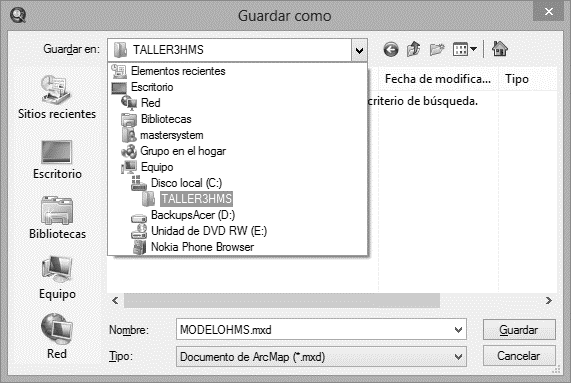 Guardar como
Guardar en: TALLER3HMS
Elementos recientes
Escritorio
Red
Bibliotecas
mastersystem
Grupo en el hogar
Equipo
Disco local (C:)
TALLER3HMS
BackupsAcer (D:)
Unidad de DVD RW (E:)
Nokia Phone Browser
Fecha de modifica... Tipo
criterio de búsqueda.
Sitios recientes
Escritorio
Bibliotecas
Equipo
Red
Nombre: MODELOHMS.mxd Guardar
Tipo: Documento de ArcMap (*.mxd) Cancelar